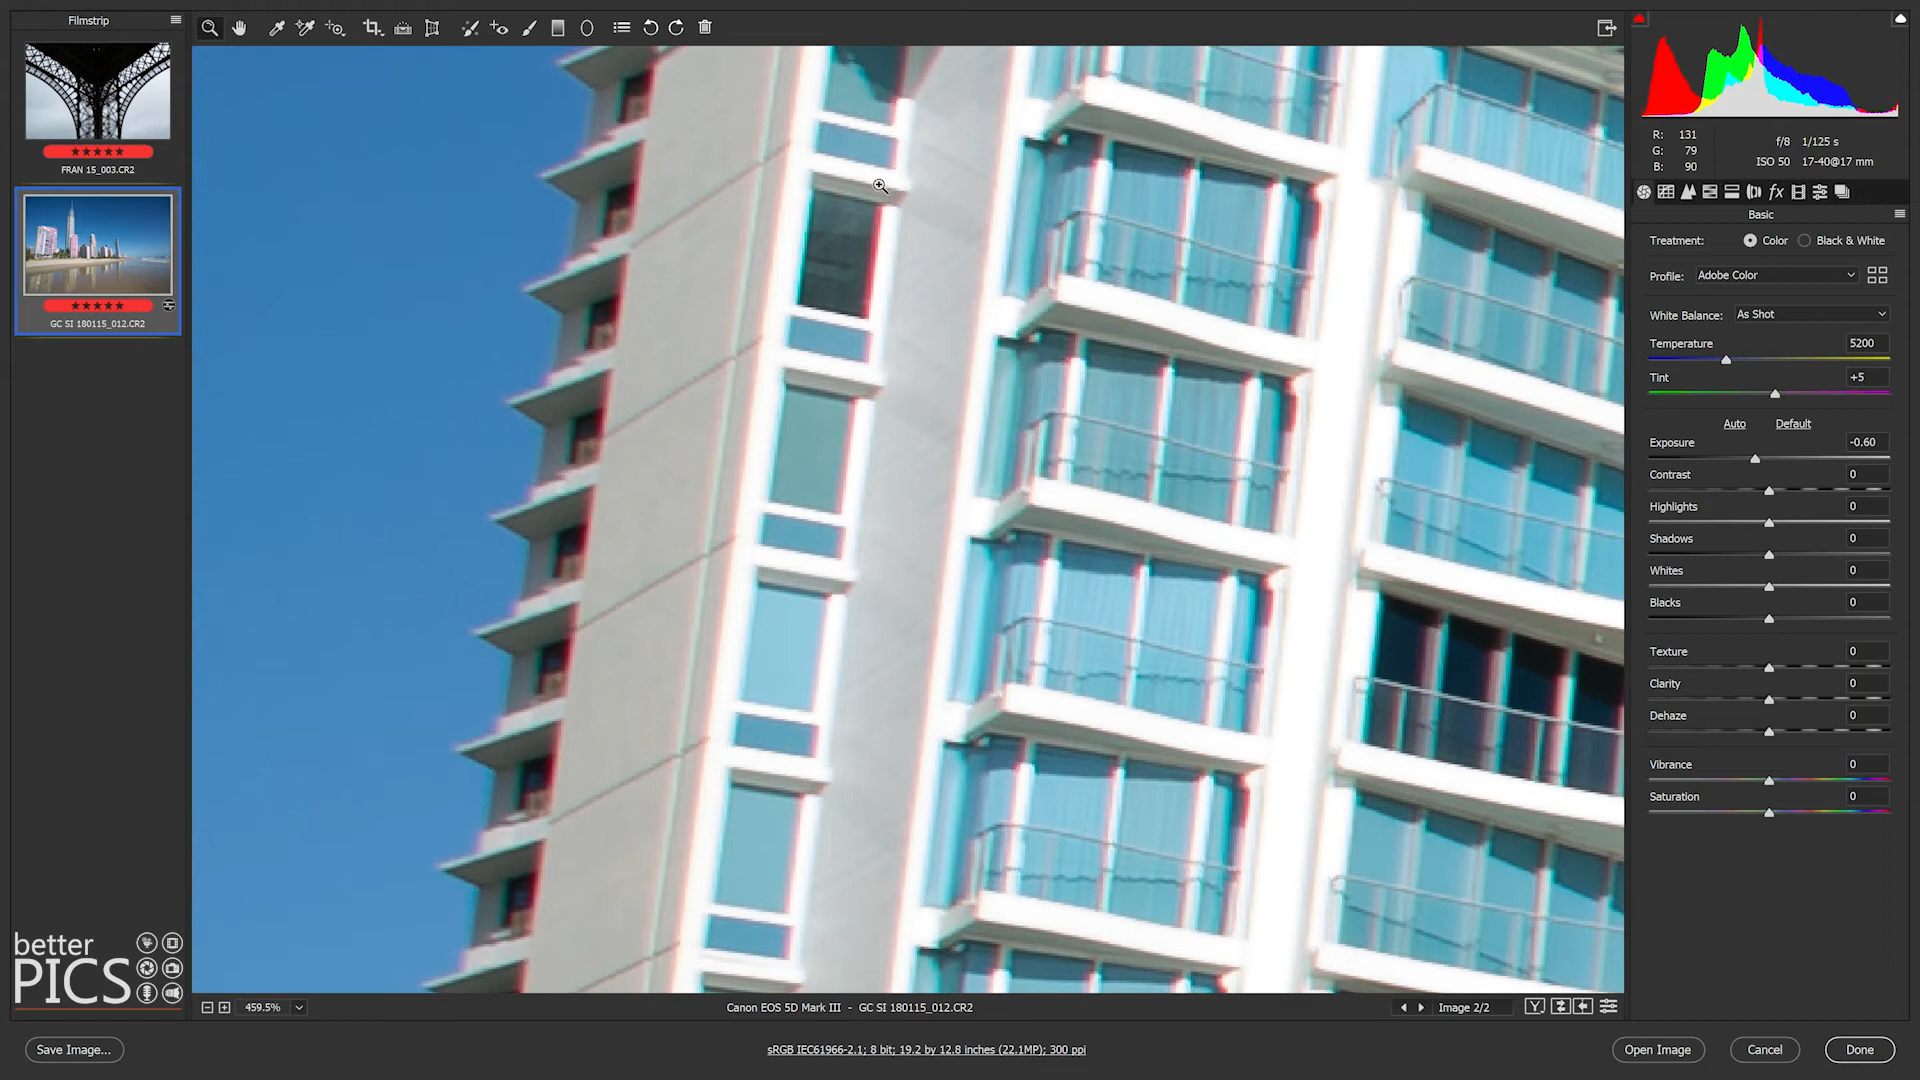 Filmstrip
★★★★★
FRAN 15_003.CR2
★★★★★
GC SI 180115_012.CR2
better
PICS
R: 131
G: 79
B: 90
f/8 1/125 s
ISO 50 17-40@17 mm
fx
Basic
Treatment: Color Black & White
Profile: Adobe Color
White Balance: As Shot
Temperature 5200
Tint +5
Auto Default
Exposure -0.60
Contrast 0
Highlights 0
Shadows 0
Whites 0
Blacks 0
Texture 0
Clarity 0
Dehaze 0
Vibrance 0
Saturation 0
459.5%
Canon EOS 5D Mark III - GC SI 180115_012.CR2
Image 2/2
Y
Save Image...
sRGB IEC61966-2.1; 8 bit; 19.2 by 12.8 inches (22.1MP); 300 ppi
Open Image
Cancel
Done